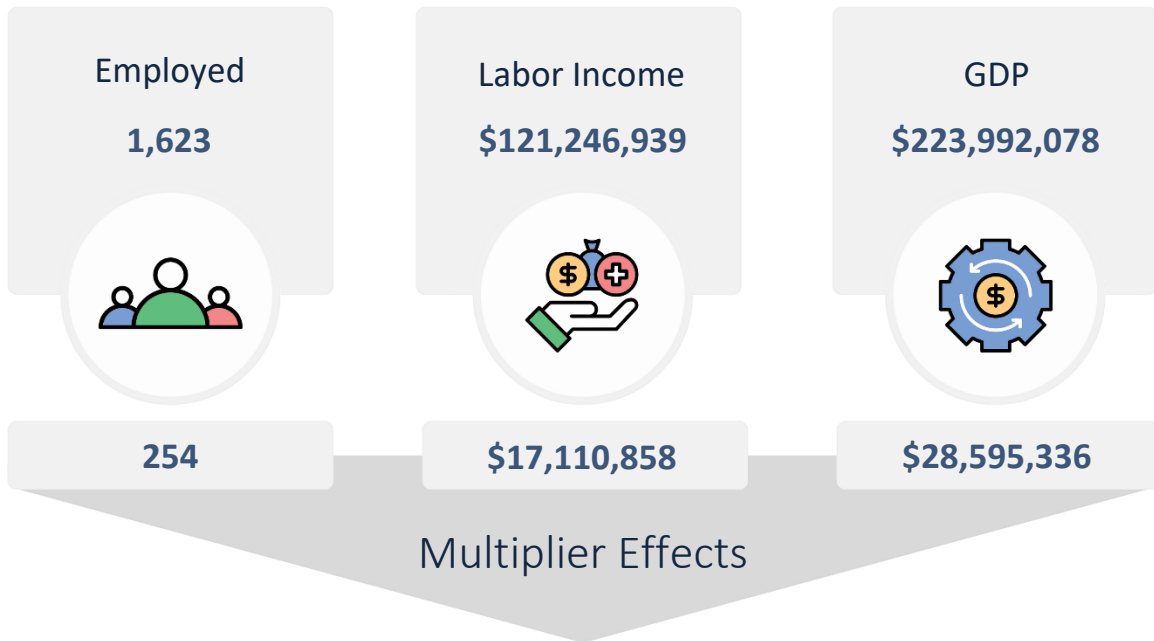 Employed
1,623
Labor Income
$121,246,939
GDP
$223,992,078
$
$
254
$17,110,858
$28,595,336
Multiplier Effects